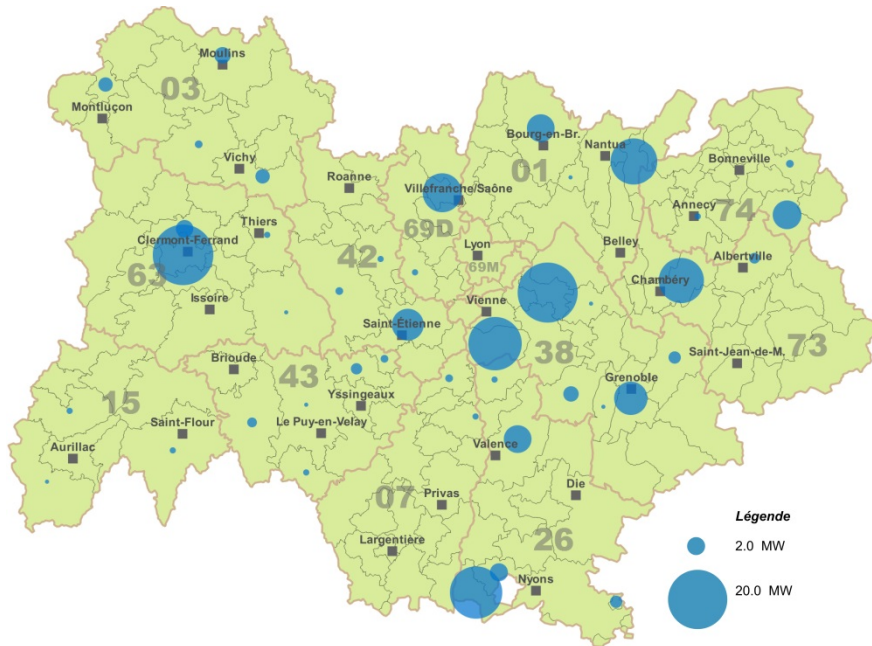 Moulins
03
Montluçon
Vichy
Bourg-en-Br.
Nantua
01
Bonneville
Roanne
Villefranche/Saône
Annecy
74
Thiers
Clermont-Ferrand
63
42
69D
Lyon
69M
Belley
Albertville
Chambéry
Issoire
Vienne
Saint-Étienne
38
73
Saint-Jean-de-M.
Brioude
43
Grenoble
15
Yssingeaux
Saint-Flour
Le Puy-en-Velay
Aurillac
Valence
Die
07
Privas
26
Largentière
Nyons
Légende
2.0 MW
20.0 MW